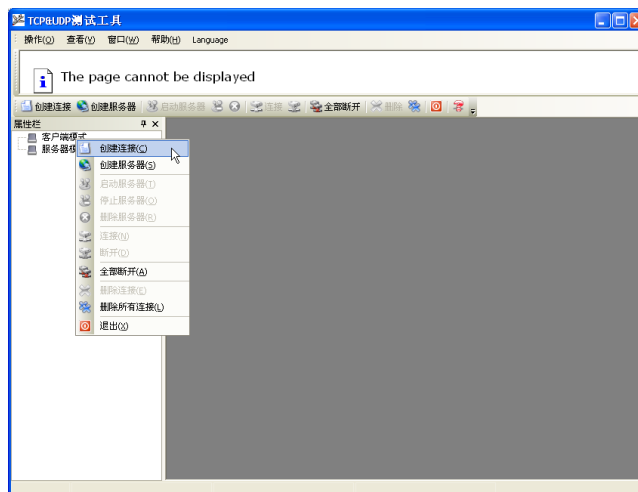 TCP&UDP测试工具
操作(O) 查看(V) 窗口(W) 帮助(H) Language
The page cannot be displayed
创建连接 创建服务器 启动服务器 连接 全部断开 删除
属性栏
客户端模式
服务器模
创建连接(C)
创建服务器(S)
启动服务器(T)
停止服务器(O)
删除服务器(R)
连接(N)
断开(D)
全部断开(A)
删除连接(E)
删除所有连接(L)
退出(X)